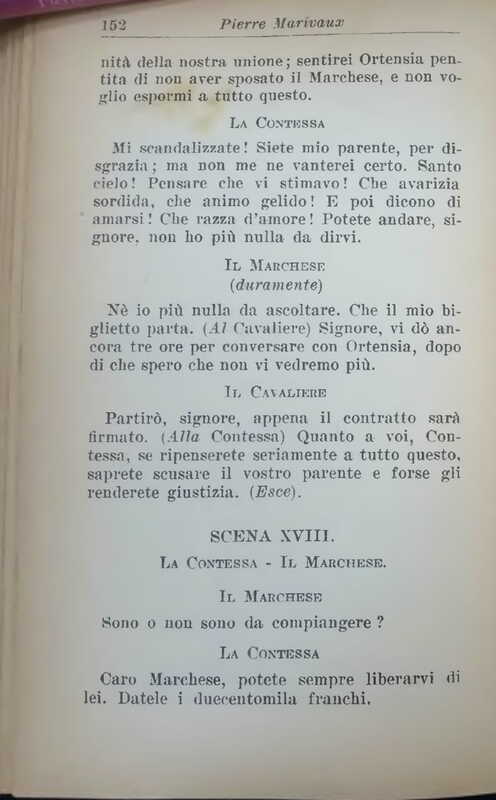 152 Pierre Marivaux
nità della nostra unione; sentirei Ortensia pen-
tita di non aver sposato il Marchese, e non vo-
glio espormi a tutto questo.
La Contessa
Mi scandalizzate! Siete mio parente, per di-
sgrazia; ma non me ne vanterei certo. Santo
cielo! Pensare che vi stimavo! Che avarizia
sordida, che animo gelido! E poi dicono di
amarsi! Che razza d'amore! Potete andare, si-
gnore, non ho più nulla da dirvi.
Il Marchese
(duramente)
Nè io più nulla da ascoltare. Che il mio bi-
glietto parta. (Al Cavaliere) Signore, vi dò an-
cora tre ore per conversare con Ortensia, dopo
di che spero che non vi vedremo più.
Il Cavaliere
Partirò, signore, appena il contratto sarà
firmato. (Alla Contessa) Quanto a voi, Con-
tessa, se ripenserete seriamente a tutto questo,
saprete scusare il vostro parente e forse gli
renderete giustizia. (Esce).
SCENA XVIII.
La Contessa - Il Marchese.
Il Marchese
Sono o non sono da compiangere?
La Contessa
Caro Marchese, potete sempre liberarvi di
lei. Datele i duecentomila franchi.